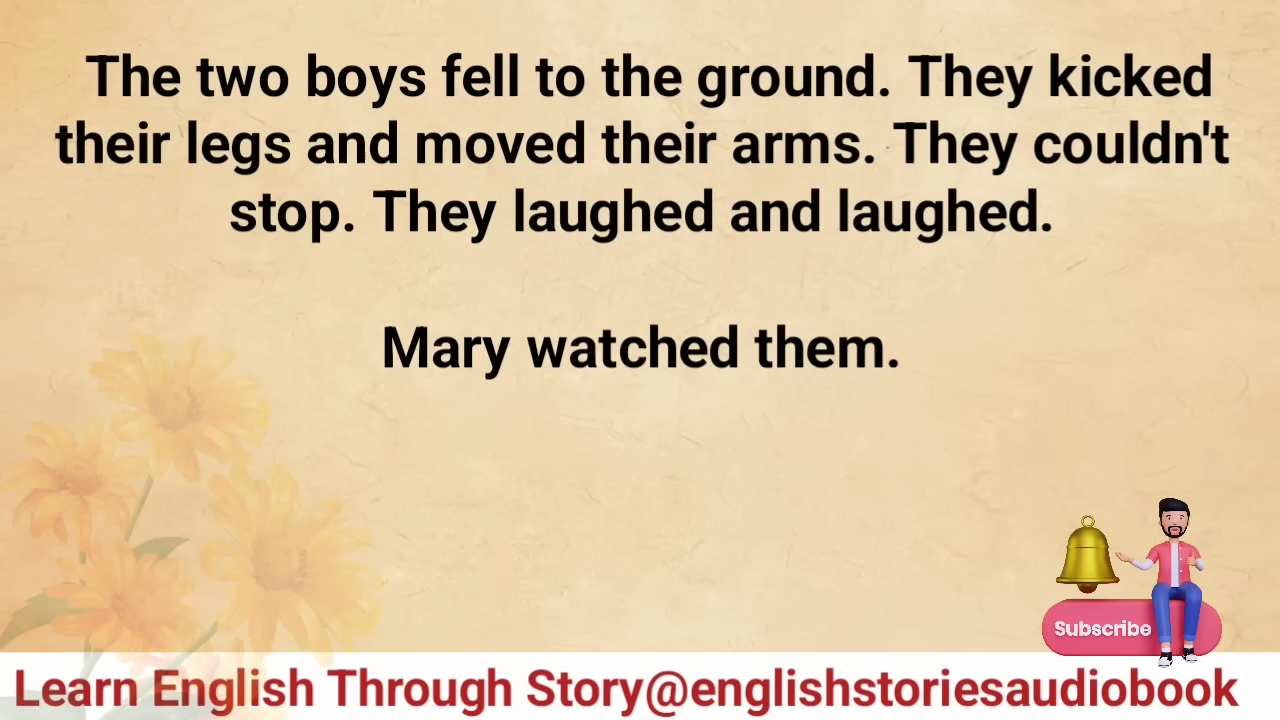 The two boys fell to the ground. They kicked
their legs and moved their arms. They couldn't
stop. They laughed and laughed.
Mary watched them.
Subscribe
Learn English Through Story@englishstoriesaudiobook